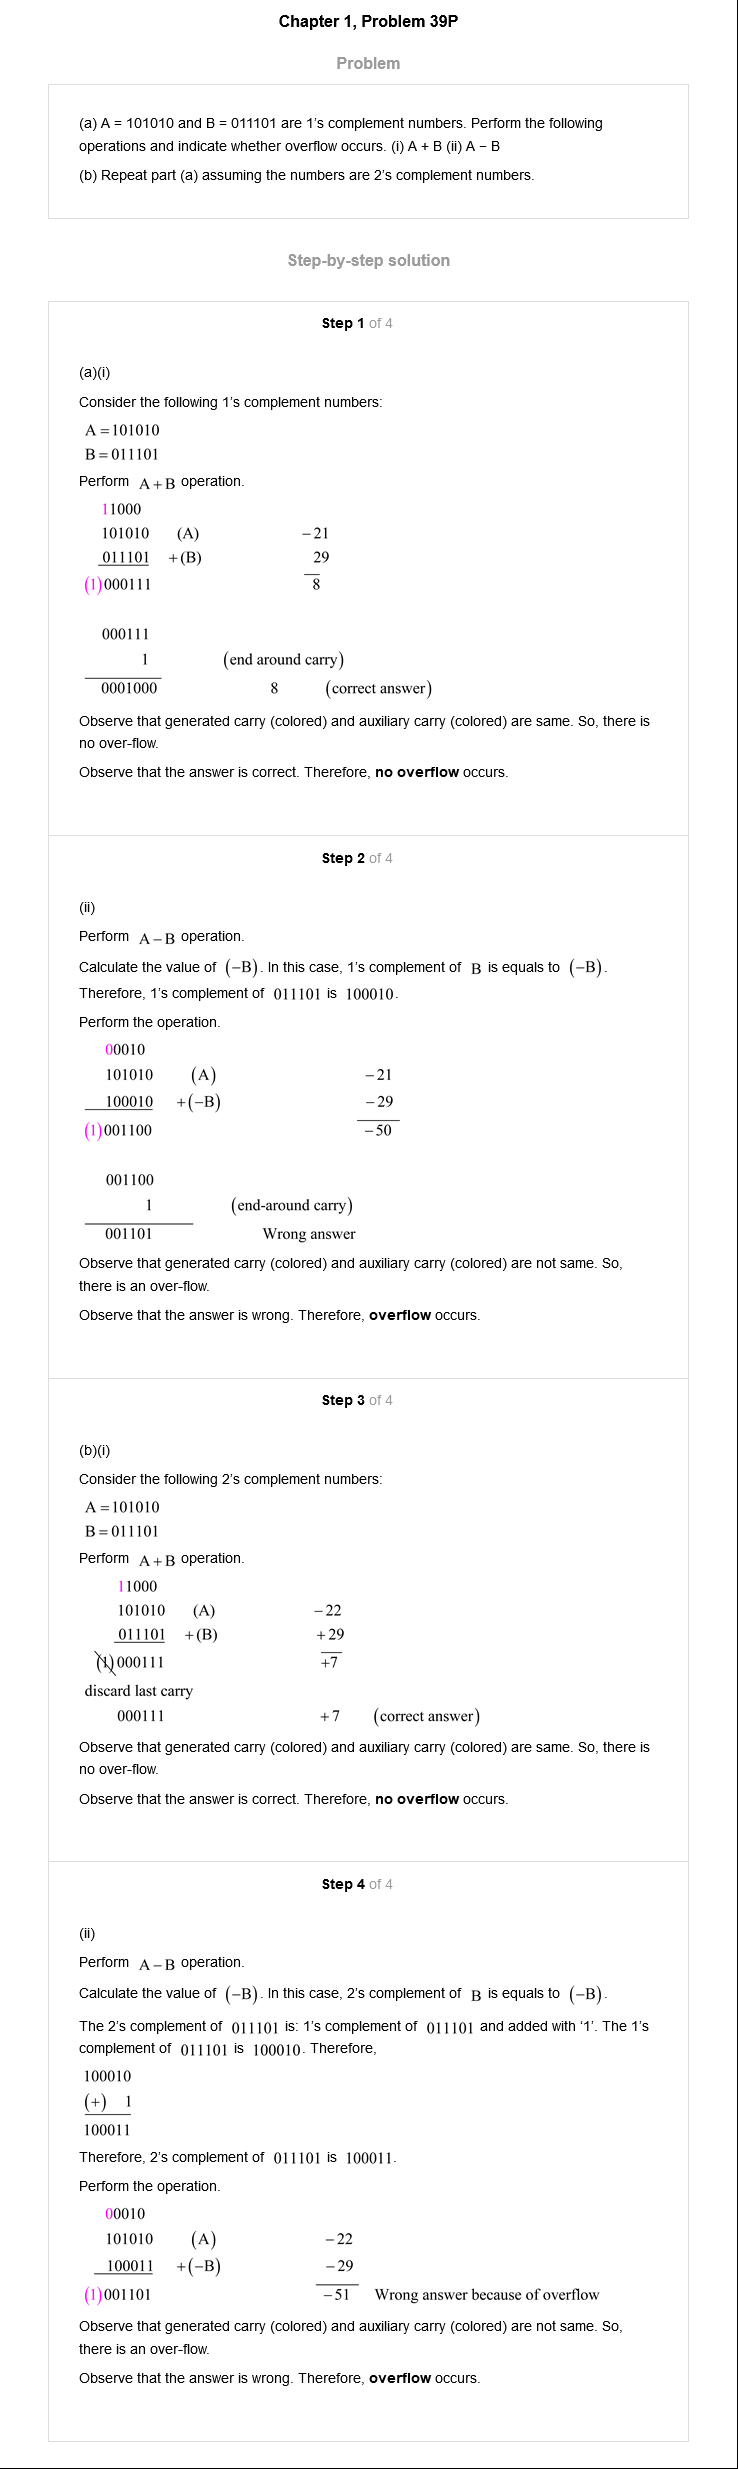 Chapter 1, Problem 39P
Problem
(a) A = 101010 and B = 011101 are 1's complement numbers. Perform the following
operations and indicate whether overflow occurs. (i) A + B (ii) A − B
(b) Repeat part (a) assuming the numbers are 2's complement numbers.
Step-by-step solution
Step 1 of 4
(a)(i)
Consider the following 1's complement numbers:
A = 101010
B = 011101
Perform A + B operation.
11000
101010 (A) − 21
011101 + (B) 29
(1)000111 8
000111
1 (end around carry)
0001000 8 (correct answer)
Observe that generated carry (colored) and auxiliary carry (colored) are same. So, there is
no over-flow.
Observe that the answer is correct. Therefore, no overflow occurs.
Step 2 of 4
(ii)
Perform A − B operation.
Calculate the value of (−B). In this case, 1's complement of B is equals to (−B).
Therefore, 1's complement of 011101 is 100010.
Perform the operation.
00010
101010 (A) − 21
100010 +(−B) − 29
(1)001100 − 50
001100
1 (end-around carry)
001101 Wrong answer
Observe that generated carry (colored) and auxiliary carry (colored) are not same. So,
there is an over-flow.
Observe that the answer is wrong. Therefore, overflow occurs.
Step 3 of 4
(b)(i)
Consider the following 2's complement numbers:
A = 101010
B = 011101
Perform A + B operation.
11000
101010 (A) − 22
011101 + (B) + 29
(1)000111 +7
discard last carry
000111 + 7 (correct answer)
Observe that generated carry (colored) and auxiliary carry (colored) are same. So, there is
no over-flow.
Observe that the answer is correct. Therefore, no overflow occurs.
Step 4 of 4
(ii)
Perform A − B operation.
Calculate the value of (−B). In this case, 2's complement of B is equals to (−B).
The 2's complement of 011101 is: 1's complement of 011101 and added with '1'. The 1's
complement of 011101 is 100010. Therefore,
100010
(+) 1
100011
Therefore, 2's complement of 011101 is 100011.
Perform the operation.
00010
101010 (A) − 22
100011 +(−B) − 29
(1)001101 − 51 Wrong answer because of overflow
Observe that generated carry (colored) and auxiliary carry (colored) are not same. So,
there is an over-flow.
Observe that the answer is wrong. Therefore, overflow occurs.